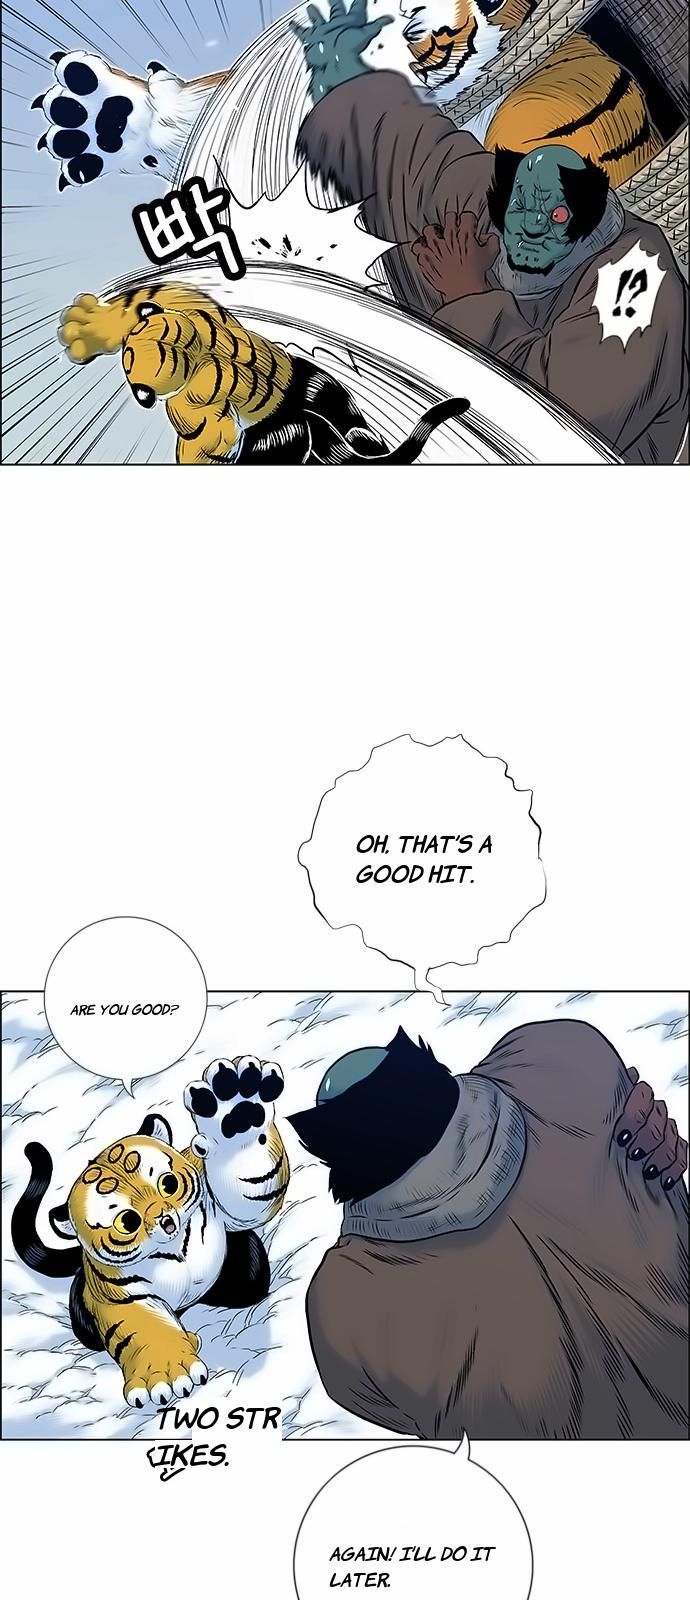 빡
!?
OH, THAT'S A
GOOD HIT.
ARE YOU GOOD?
TWO STR
IKES.
AGAIN! I'LL DO IT
LATER.